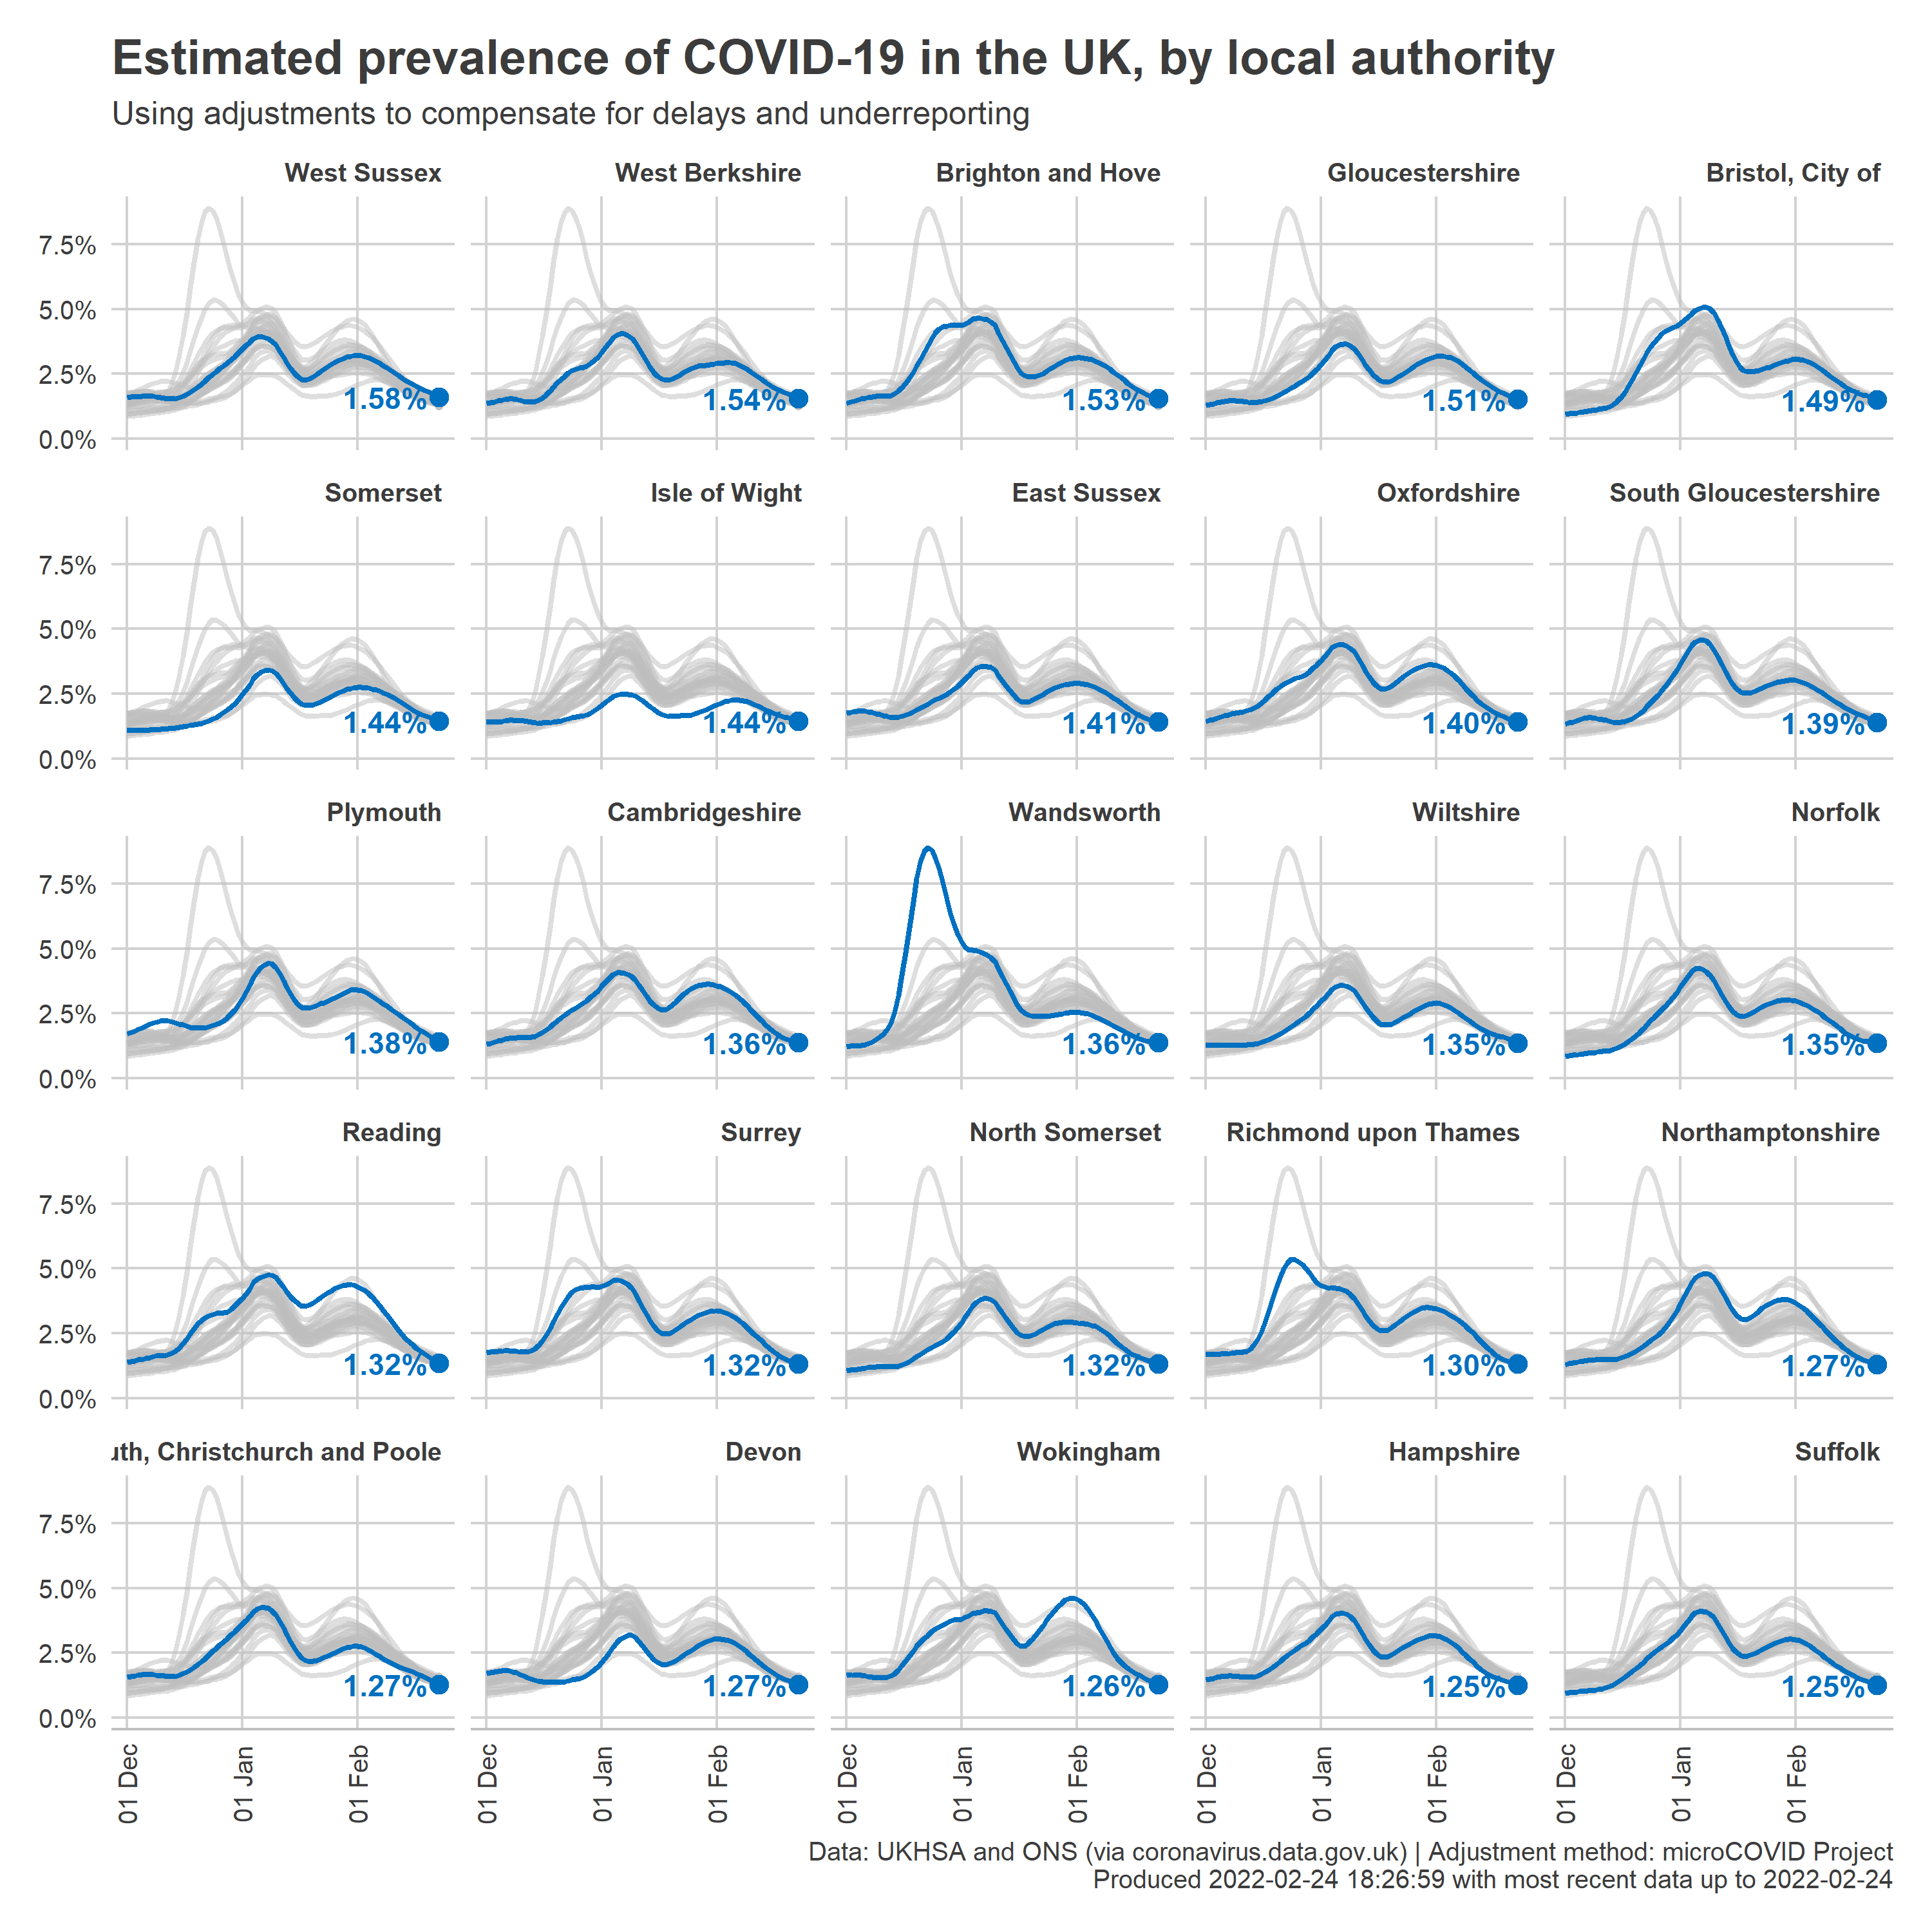 Estimated prevalence of COVID-19 in the UK, by local authority
Using adjustments to compensate for delays and underreporting
West Sussex
West Berkshire
Brighton and Hove
Gloucestershire
Bristol, City of
7.5%
5.0%
2.5%
0.0%
1.58%
1.54%
1.53%
1.51%
1.49%
Somerset
Isle of Wight
East Sussex
Oxfordshire
South Gloucestershire
7.5%
5.0%
2.5%
0.0%
1.44%
1.44%
1.41%
1.40%
1.39%
Plymouth
Cambridgeshire
Wandsworth
Wiltshire
Norfolk
7.5%
5.0%
2.5%
0.0%
1.38%
1.36%
1.36%
1.35%
1.35%
Reading
Surrey
North Somerset
Richmond upon Thames
Northamptonshire
7.5%
5.0%
2.5%
0.0%
1.32%
1.32%
1.32%
1.30%
1.27%
uth, Christchurch and Poole
Devon
Wokingham
Hampshire
Suffolk
7.5%
5.0%
2.5%
0.0%
1.27%
1.27%
1.26%
1.25%
1.25%
01 Dec
01 Jan
01 Feb
01 Dec
01 Jan
01 Feb
01 Dec
01 Jan
01 Feb
01 Dec
01 Jan
01 Feb
01 Dec
01 Jan
01 Feb
Data: UKHSA and ONS (via coronavirus.data.gov.uk) | Adjustment method: microCOVID Project
Produced 2022-02-24 18:26:59 with most recent data up to 2022-02-24